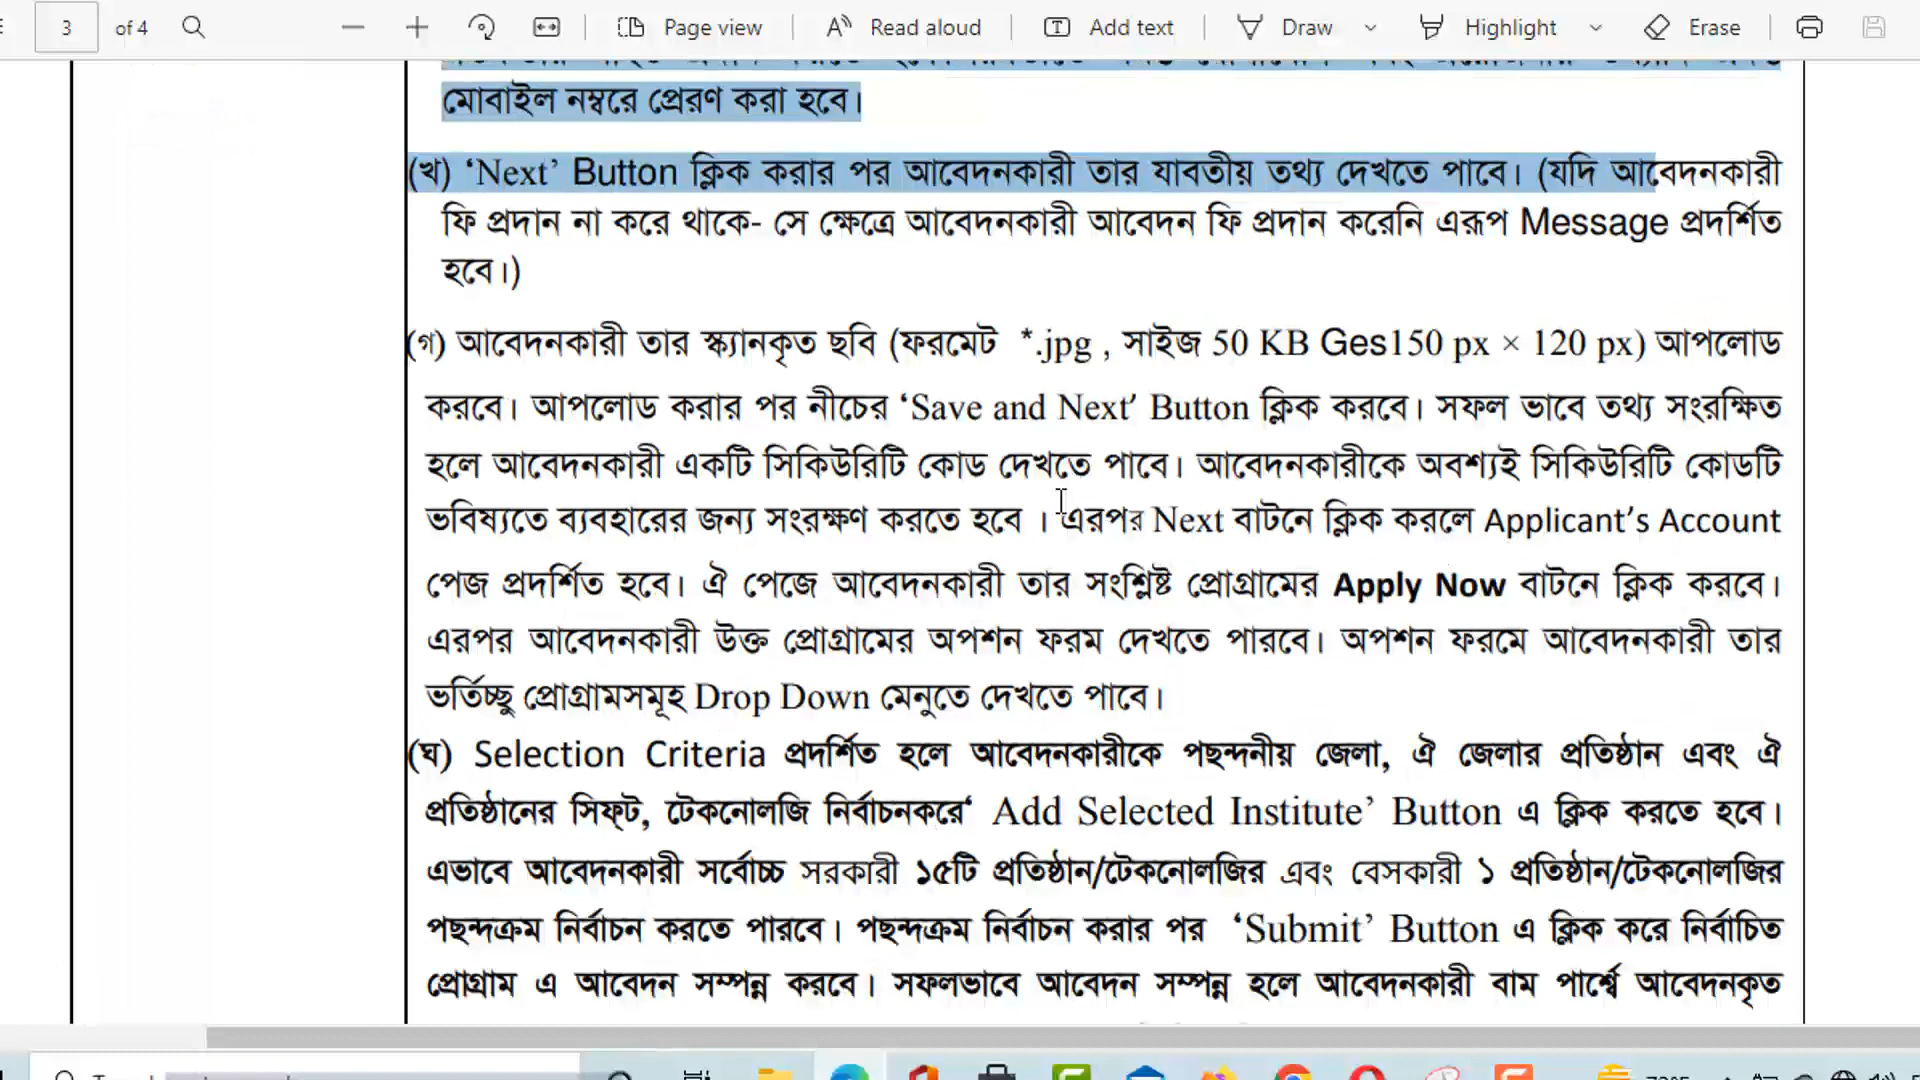 3 of 4 Page view Read aloud Add text Draw Highlight Erase
মোবাইল নম্বরে প্রেরণ করা হবে।
(খ) ‘Next’ Button ক্লিক করার পর আবেদনকারী তার যাবতীয় তথ্য দেখতে পাবে। (যদি আবেদনকারী
ফি প্রদান না করে থাকে- সে ক্ষেত্রে আবেদনকারী আবেদন ফি প্রদান করেনি এরূপ Message প্রদর্শিত
হবে।)
(গ) আবেদনকারী তার স্ক্যানকৃত ছবি (ফরমেট *.jpg , সাইজ 50 KB Ges150 px × 120 px) আপলোড
করবে। আপলোড করার পর নীচের ‘Save and Next’ Button ক্লিক করবে। সফল ভাবে তথ্য সংরক্ষিত
হলে আবেদনকারী একটি সিকিউরিটি কোড দেখতে পাবে। আবেদনকারীকে অবশ্যই সিকিউরিটি কোডটি
ভবিষ্যতে ব্যবহারের জন্য সংরক্ষণ করতে হবে । এরপর Next বাটনে ক্লিক করলে Applicant’s Account
পেজ প্রদর্শিত হবে। ঐ পেজে আবেদনকারী তার সংশ্লিষ্ট প্রোগ্রামের Apply Now বাটনে ক্লিক করবে।
এরপর আবেদনকারী উক্ত প্রোগ্রামের অপশন ফরম দেখতে পারবে। অপশন ফরমে আবেদনকারী তার
ভর্তিচ্ছু প্রোগ্রামসমূহ Drop Down মেনুতে দেখতে পাবে।
(ঘ) Selection Criteria প্রদর্শিত হলে আবেদনকারীকে পছন্দনীয় জেলা, ঐ জেলার প্রতিষ্ঠান এবং ঐ
প্রতিষ্ঠানের সিফ্‌ট, টেকনোলজি নির্বাচনকরে‘ Add Selected Institute’ Button এ ক্লিক করতে হবে।
এভাবে আবেদনকারী সর্বোচ্চ সরকারী ১৫টি প্রতিষ্ঠান/টেকনোলজির এবং বেসকারী ১ প্রতিষ্ঠান/টেকনোলজির
পছন্দক্রম নির্বাচন করতে পারবে। পছন্দক্রম নির্বাচন করার পর ‘Submit’ Button এ ক্লিক করে নির্বাচিত
প্রোগ্রাম এ আবেদন সম্পন্ন করবে। সফলভাবে আবেদন সম্পন্ন হলে আবেদনকারী বাম পার্শ্বে আবেদনকৃত